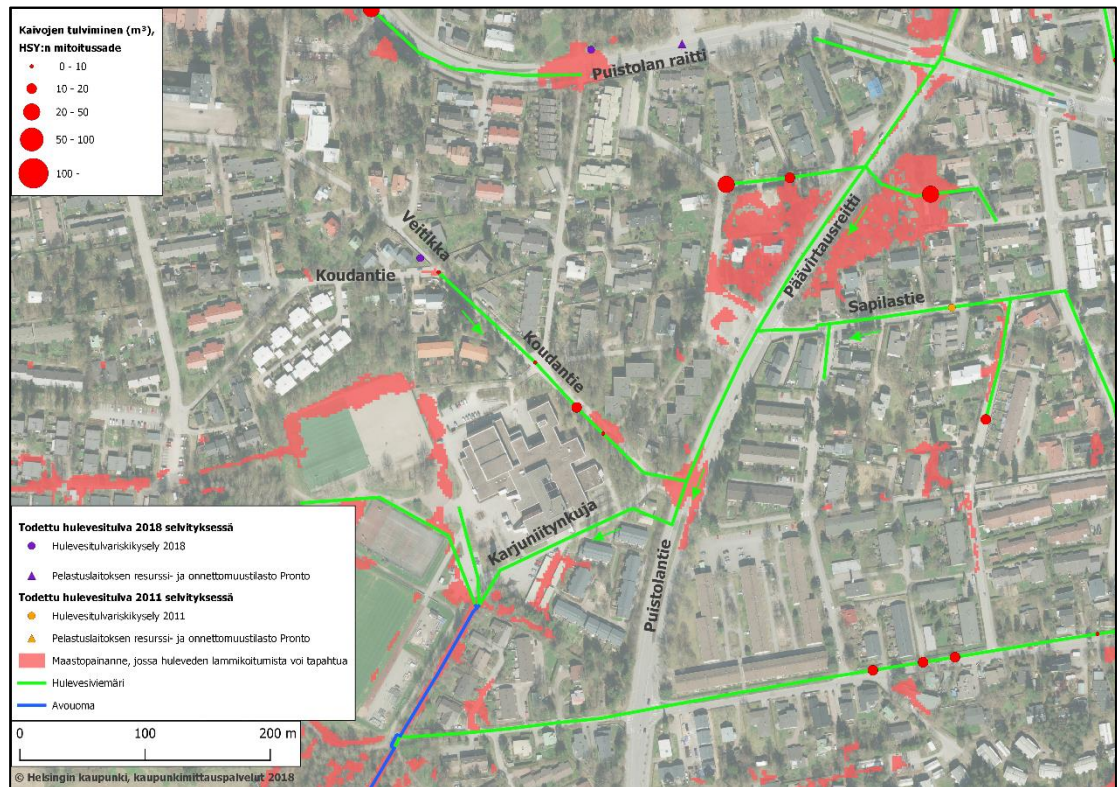 Kaivojen tulviminen (m³),
HSY:n mitoitussade
0 - 10
10 - 20
20 - 50
50 - 100
100 -
Puistolan raitti
Veitikka
Koudantie
Koudantie
Päävirtausreitti
Sapilastie
Karjuniitynkuja
Puistolantie
Todettu hulevesitulva 2018 selvityksessä
Hulevesitulvariskikysely 2018
Pelastuslaitoksen resurssi- ja onnettomuustilasto Pronto
Todettu hulevesitulva 2011 selvityksessä
Hulevesitulvariskikysely 2011
Pelastuslaitoksen resurssi- ja onnettomuustilasto Pronto
Maastopainanne, jossa huleveden lammikoitumista voi tapahtua
Hulevesiviemäri
Avouoma
0 100 200 m
© Helsingin kaupunki, kaupunkimittauspalvelut 2018